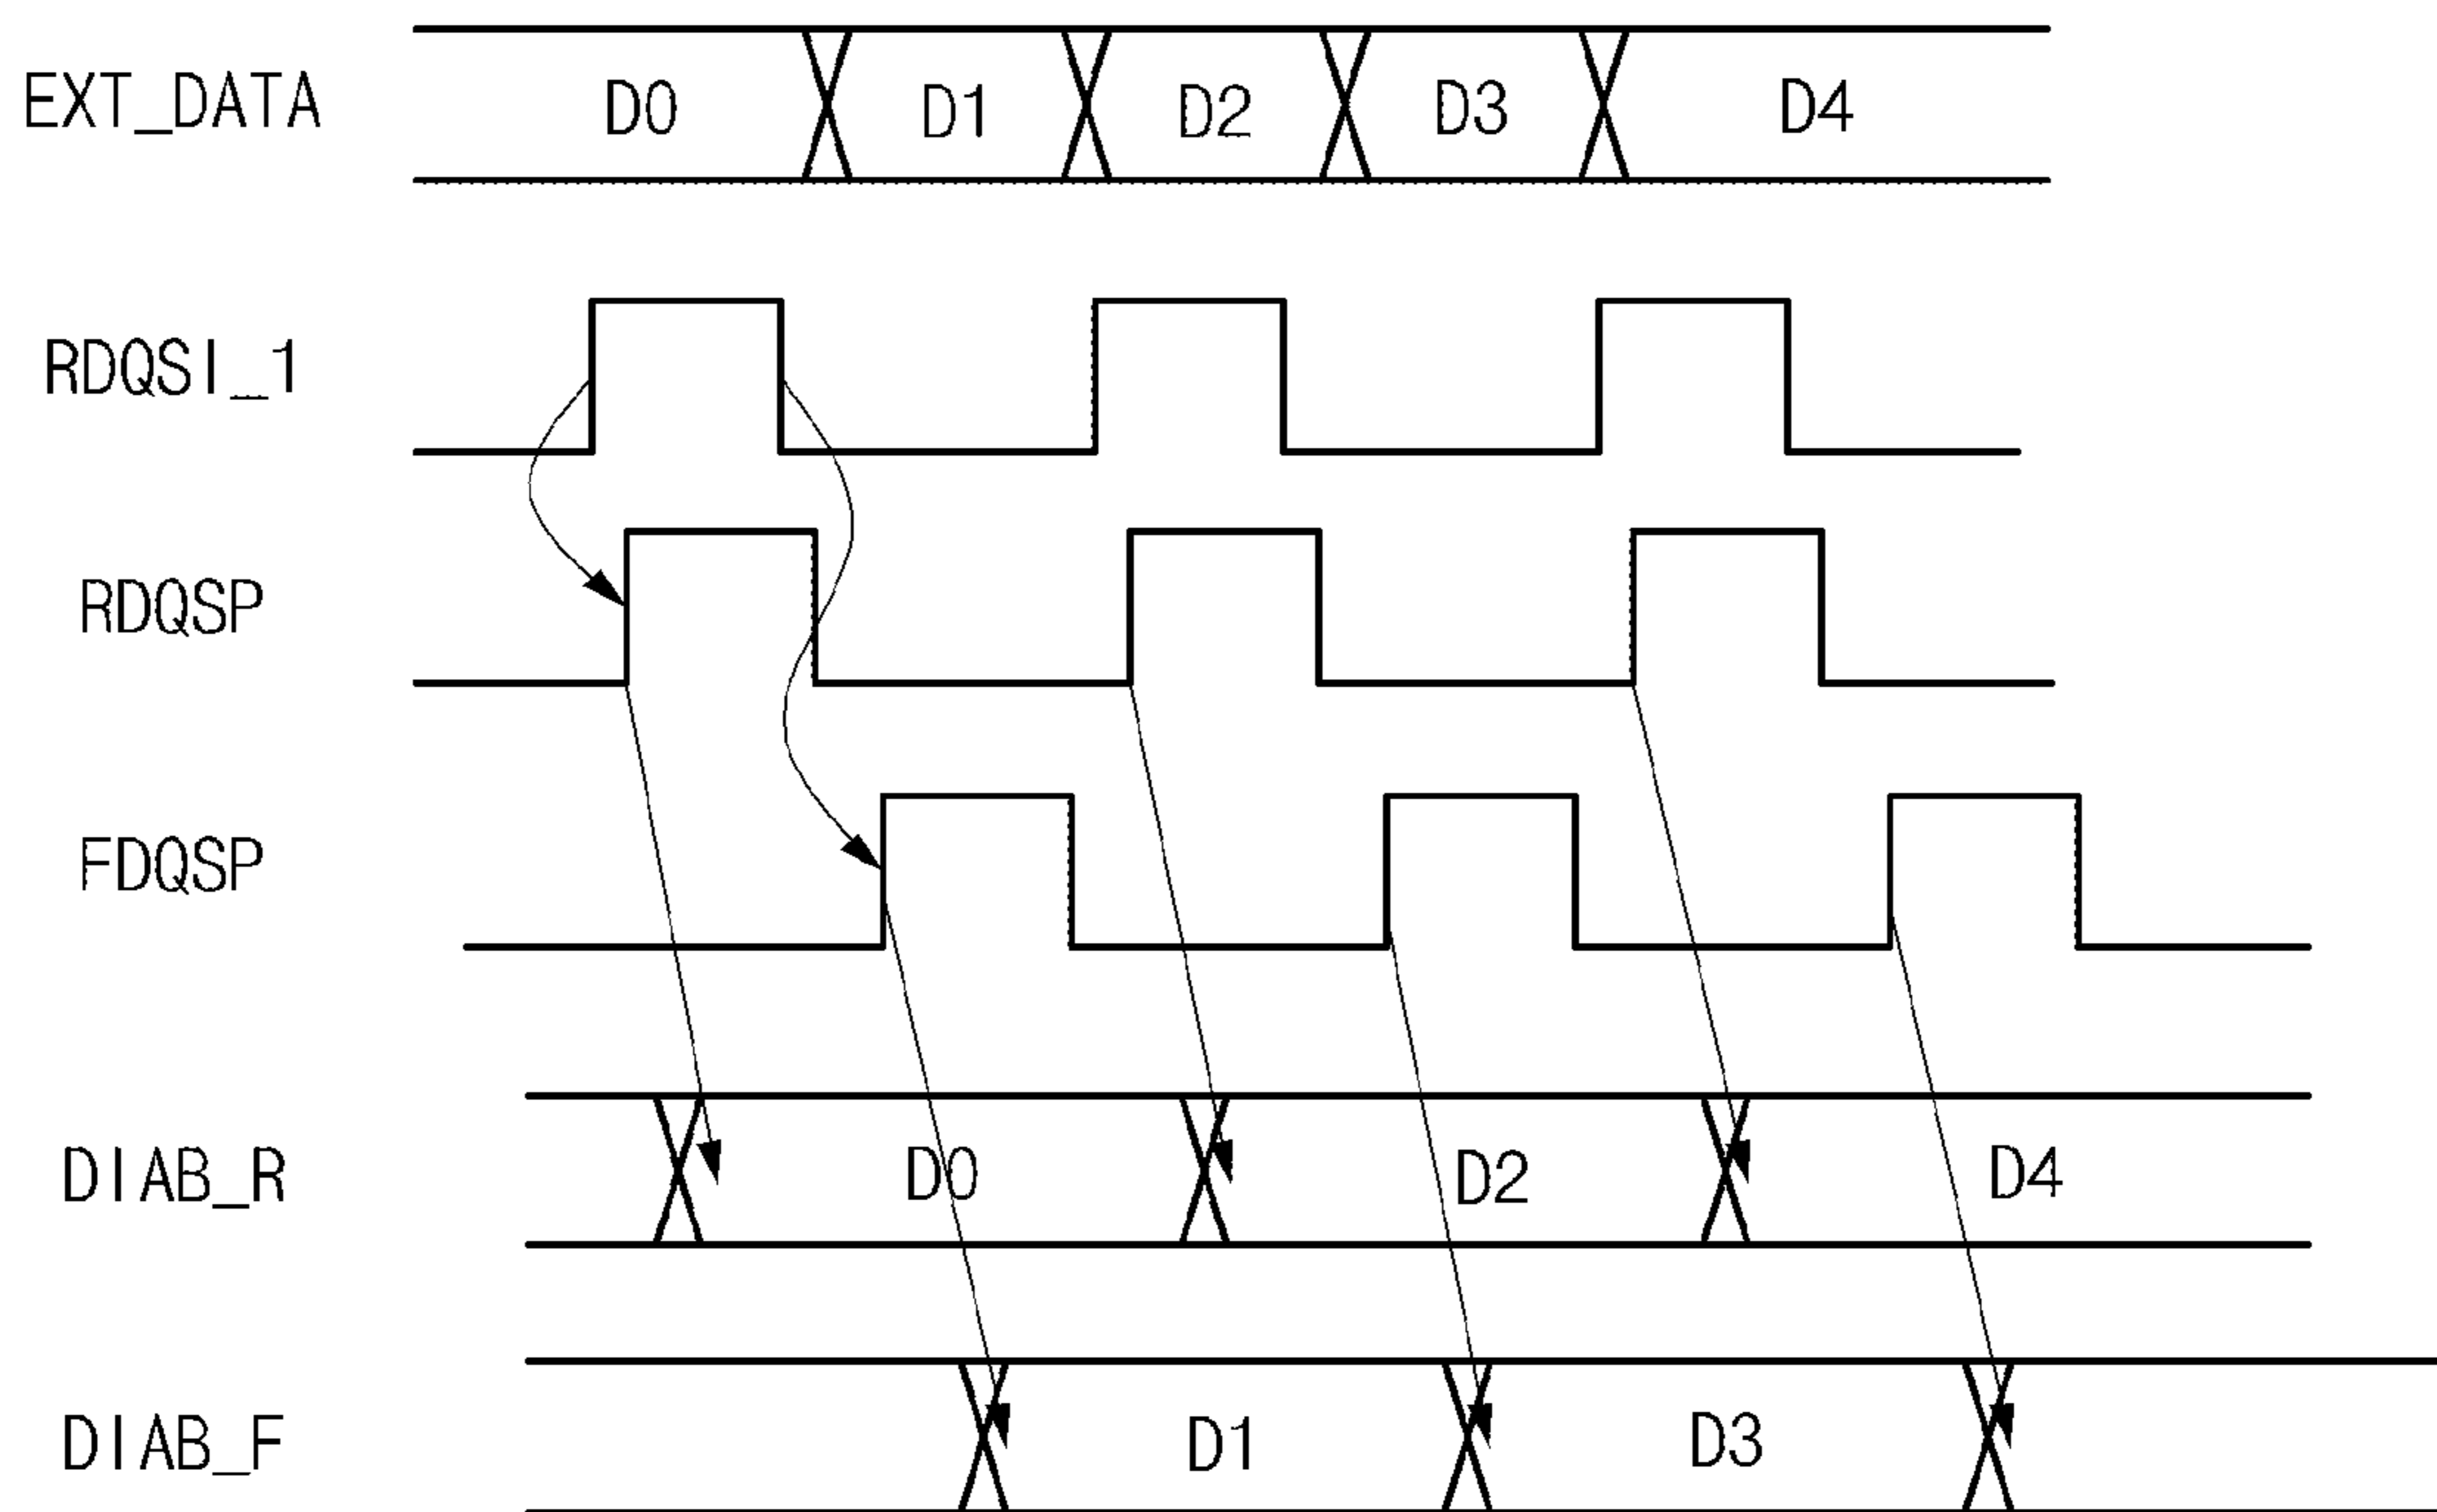 EXT_DATA D0 D1 D2 D3 D4
RDQSI_1
RDQSP
FDQSP
DIAB_R D0 D2 D4
DIAB_F D1 D3